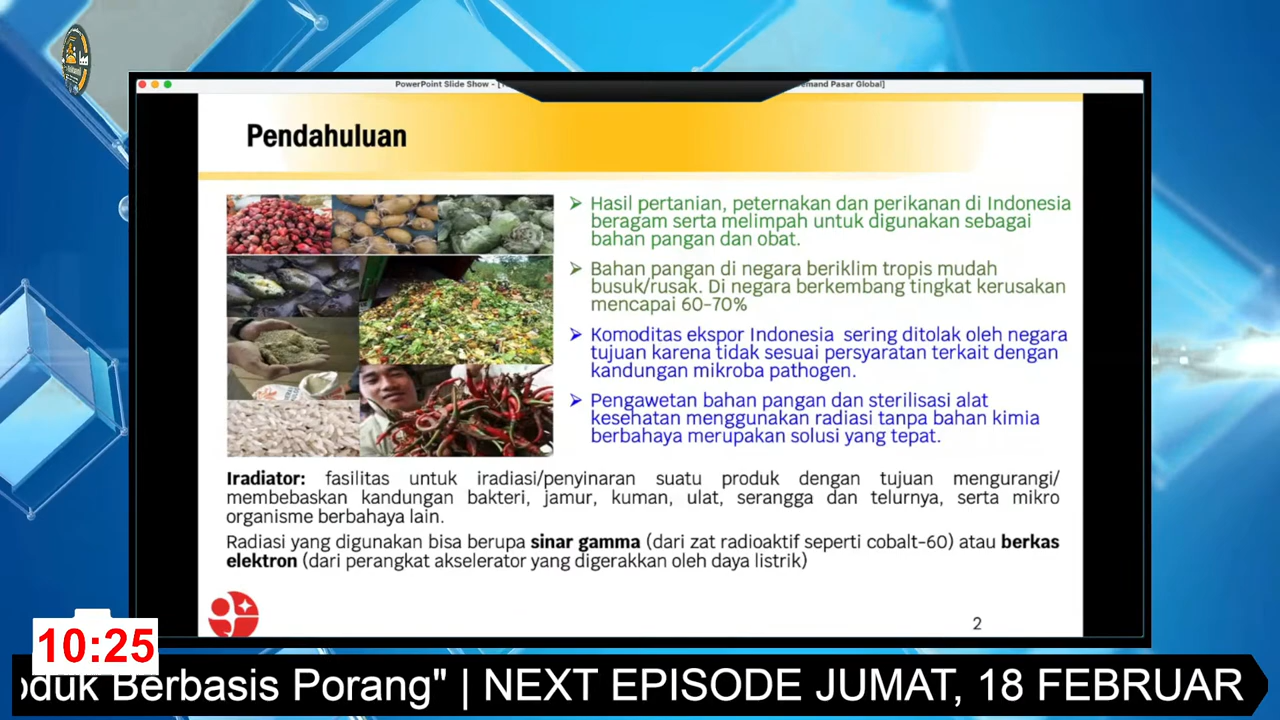 PowerPoint Slide Show - [
emand Pasar Global]
Pendahuluan
➢ Hasil pertanian, peternakan dan perikanan di Indonesia
beragam serta melimpah untuk digunakan sebagai
bahan pangan dan obat.
➢ Bahan pangan di negara beriklim tropis mudah
busuk/rusak. Di negara berkembang tingkat kerusakan
mencapai 60-70%
➢ Komoditas ekspor Indonesia sering ditolak oleh negara
tujuan karena tidak sesuai persyaratan terkait dengan
kandungan mikroba pathogen.
➢ Pengawetan bahan pangan dan sterilisasi alat
kesehatan menggunakan radiasi tanpa bahan kimia
berbahaya merupakan solusi yang tepat.
Iradiator: fasilitas untuk iradiasi/penyinaran suatu produk dengan tujuan mengurangi/
membebaskan kandungan bakteri, jamur, kuman, ulat, serangga dan telurnya, serta mikro
organisme berbahaya lain.
Radiasi yang digunakan bisa berupa sinar gamma (dari zat radioaktif seperti cobalt-60) atau berkas
elektron (dari perangkat akselerator yang digerakkan oleh daya listrik)
2
10:25
oduk Berbasis Porang" | NEXT EPISODE JUMAT, 18 FEBRUAR